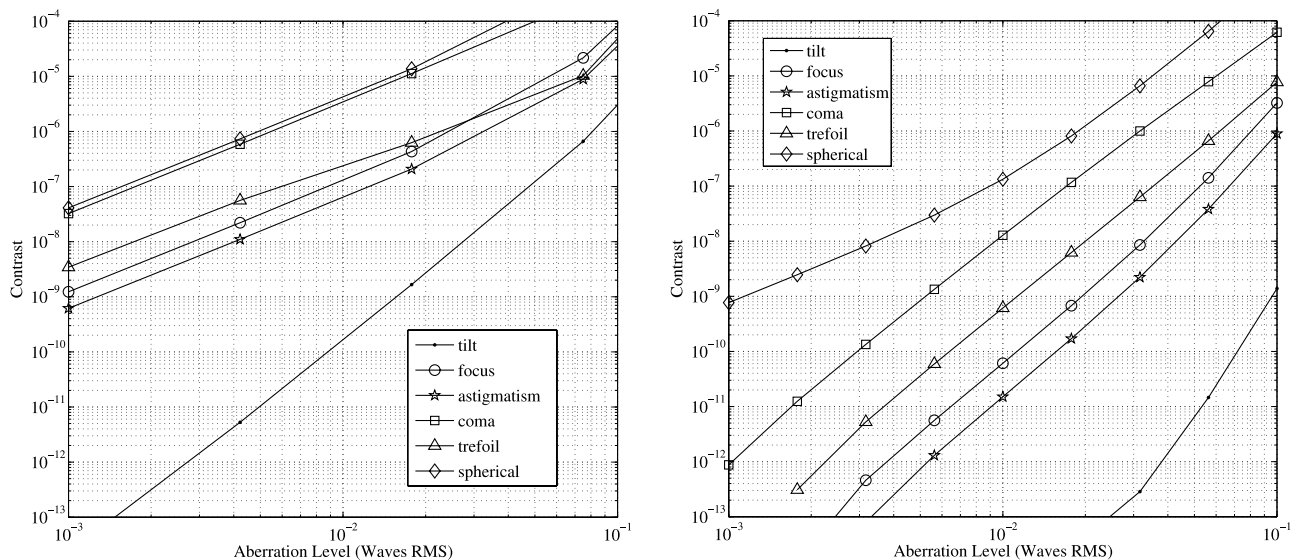 10−4
10−5
10−6
10−7
10−8
10−9
10−10
10−11
10−12
10−13
Contrast
tilt
focus
astigmatism
coma
trefoil
spherical
10−3
10−2
10−1
Aberration Level (Waves RMS)
10−4
10−5
10−6
10−7
10−8
10−9
10−10
10−11
10−12
10−13
Contrast
tilt
focus
astigmatism
coma
trefoil
spherical
10−3
10−2
10−1
Aberration Level (Waves RMS)